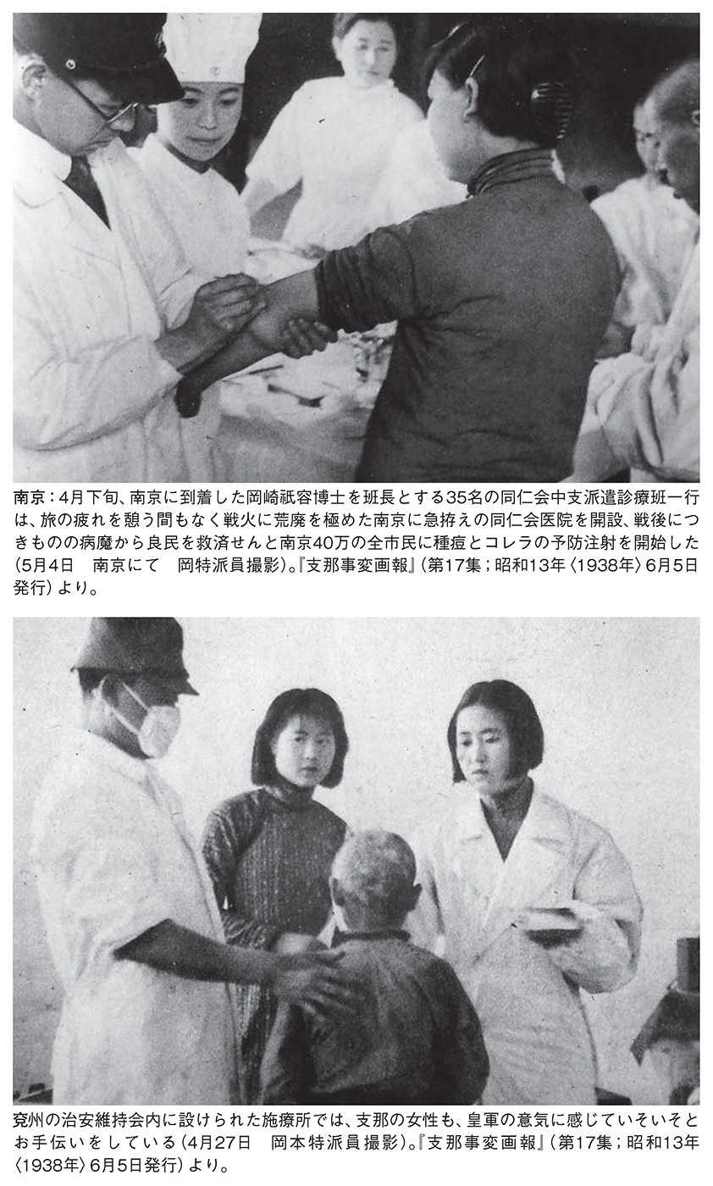 南京：4月下旬、南京に到着した岡崎祇容博士を班長とする35名の同仁会中支派遣診療班一行
は、旅の疲れを憩う間もなく戦火に荒廃を極めた南京に急拵えの同仁会医院を開設、戦後につ
きものの病魔から良民を救済せんと南京40万の全市民に種痘とコレラの予防注射を開始した
（5月4日　南京にて　岡特派員撮影）。『支那事変画報』（第17集；昭和13年〈1938年〉6月5日
発行）より。
兗州の治安維持会内に設けられた施療所では、支那の女性も、皇軍の意気に感じていそいそと
お手伝いをしている（4月27日　岡本特派員撮影）。『支那事変画報』（第17集；昭和13年
〈1938年〉6月5日発行）より。